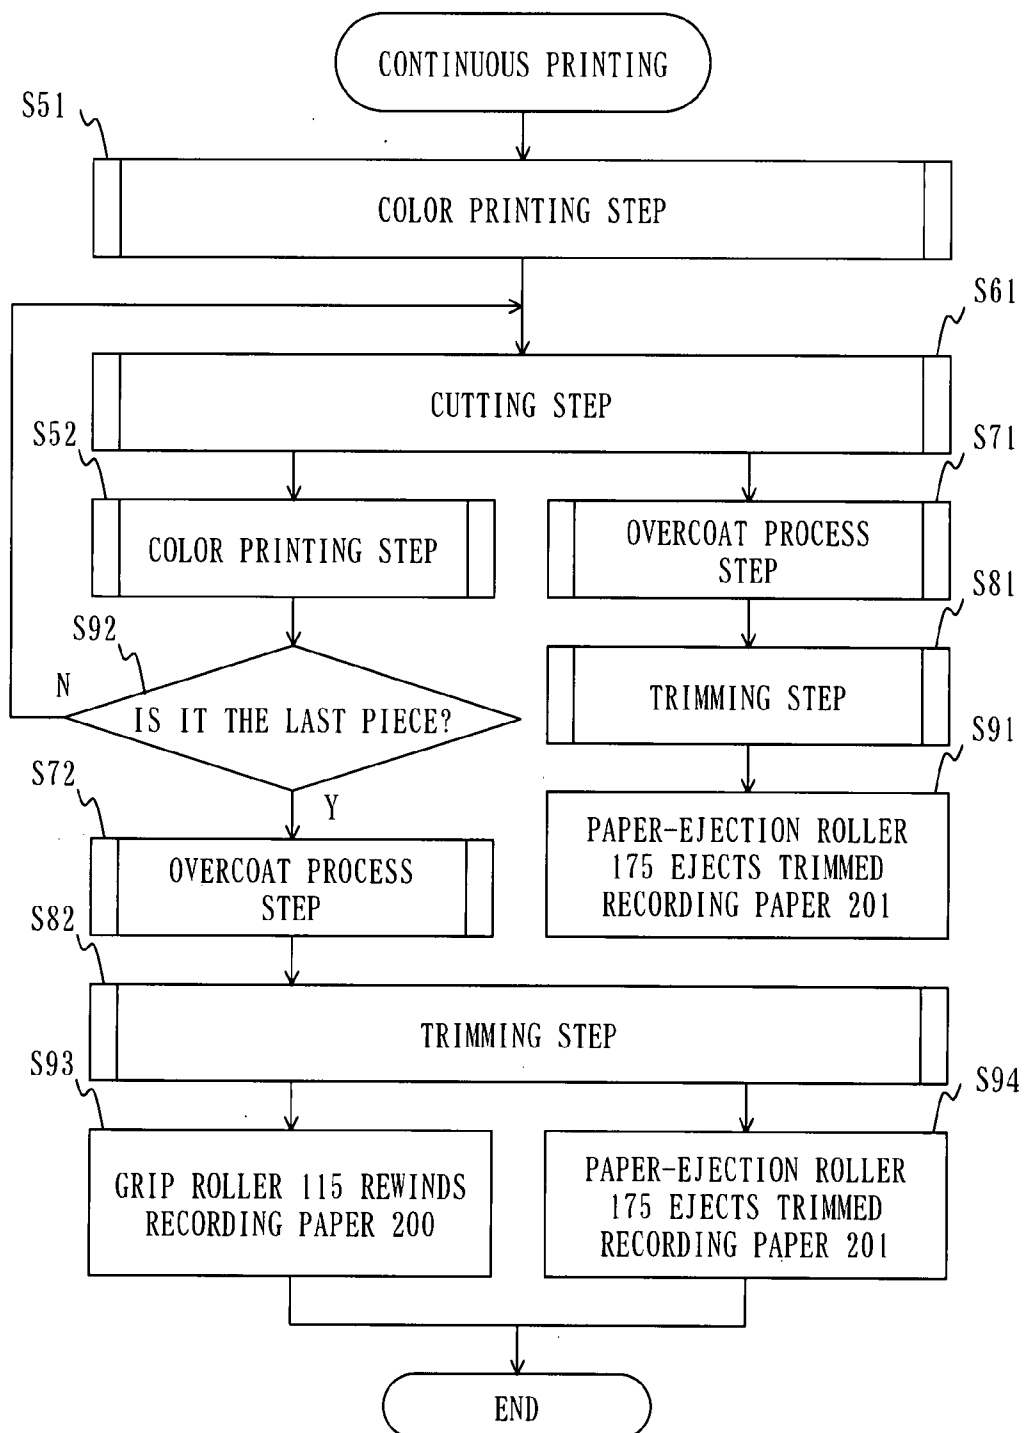 CONTINUOUS PRINTING
S51
COLOR PRINTING STEP
S61
CUTTING STEP
S52
S71
COLOR PRINTING STEP
OVERCOAT PROCESS
STEP
S81
S92
N
IS IT THE LAST PIECE?
TRIMMING STEP
S91
S72
Y
PAPER-EJECTION ROLLER
175 EJECTS TRIMMED
RECORDING PAPER 201
OVERCOAT PROCESS
STEP
S82
TRIMMING STEP
S93
S94
GRIP ROLLER 115 REWINDS
RECORDING PAPER 200
PAPER-EJECTION ROLLER
175 EJECTS TRIMMED
RECORDING PAPER 201
END